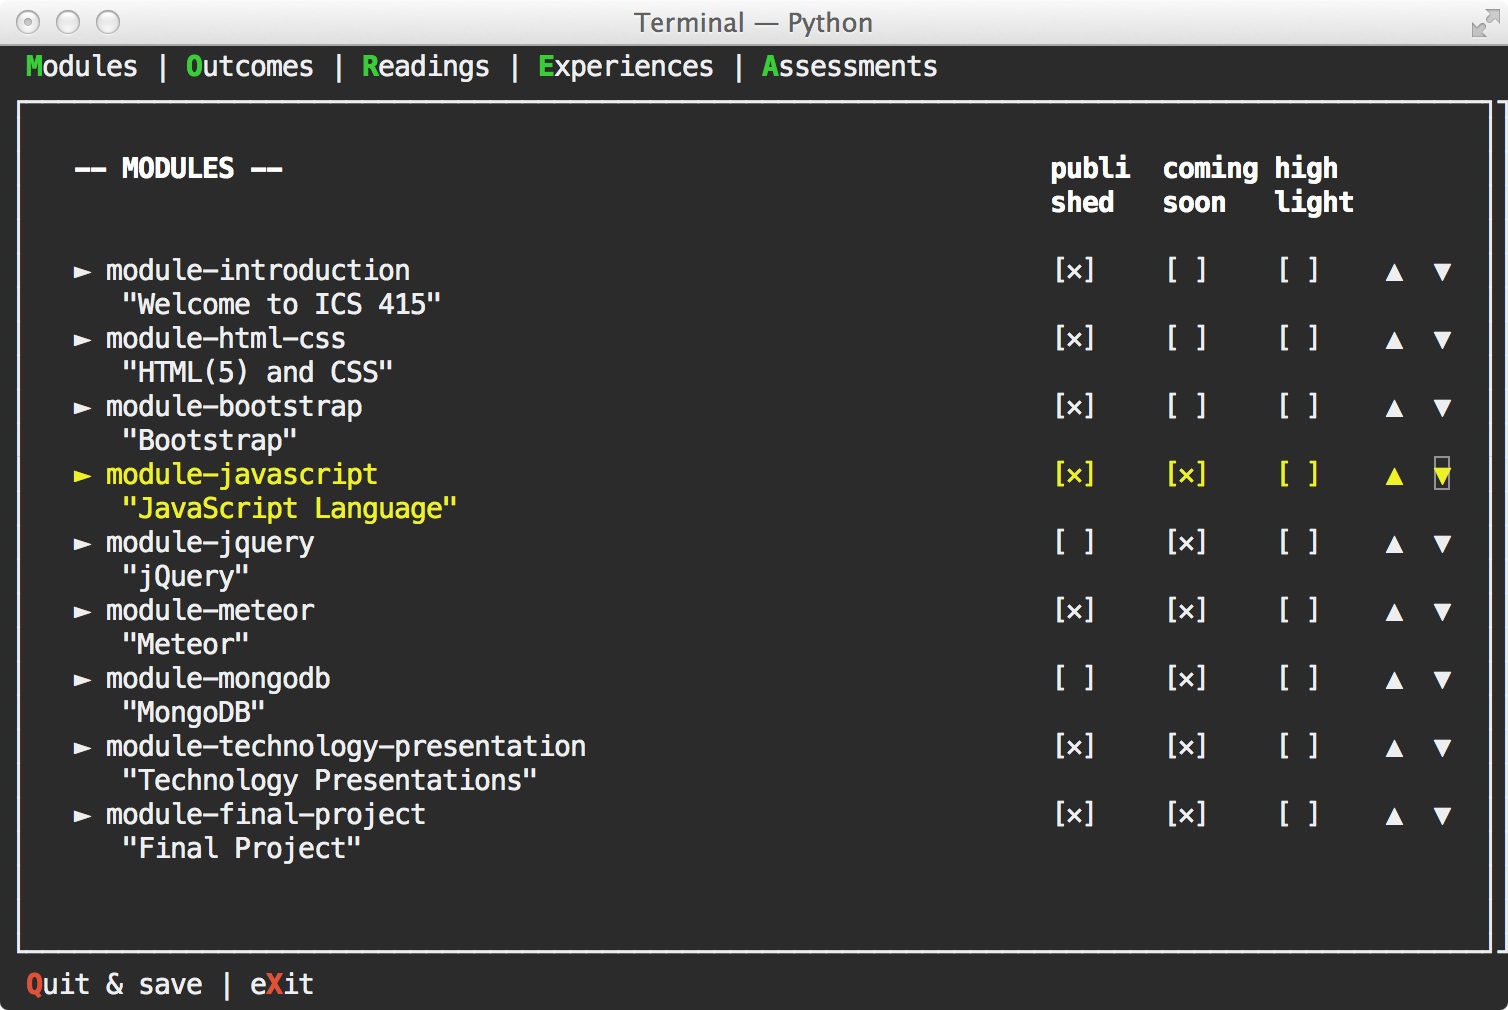 Terminal — Python
Modules | Outcomes | Readings | Experiences | Assessments
-- MODULES -- publi coming high
shed soon light
► module-introduction [×] [ ] [ ] ▲ ▼
"Welcome to ICS 415"
► module-html-css [×] [ ] [ ] ▲ ▼
"HTML(5) and CSS"
► module-bootstrap [×] [ ] [ ] ▲ ▼
"Bootstrap"
► module-javascript [×] [×] [ ] ▲ ▼
"JavaScript Language"
► module-jquery [ ] [×] [ ] ▲ ▼
"jQuery"
► module-meteor [×] [×] [ ] ▲ ▼
"Meteor"
► module-mongodb [ ] [×] [ ] ▲ ▼
"MongoDB"
► module-technology-presentation [×] [×] [ ] ▲ ▼
"Technology Presentations"
► module-final-project [×] [×] [ ] ▲ ▼
"Final Project"
Quit & save | eXit